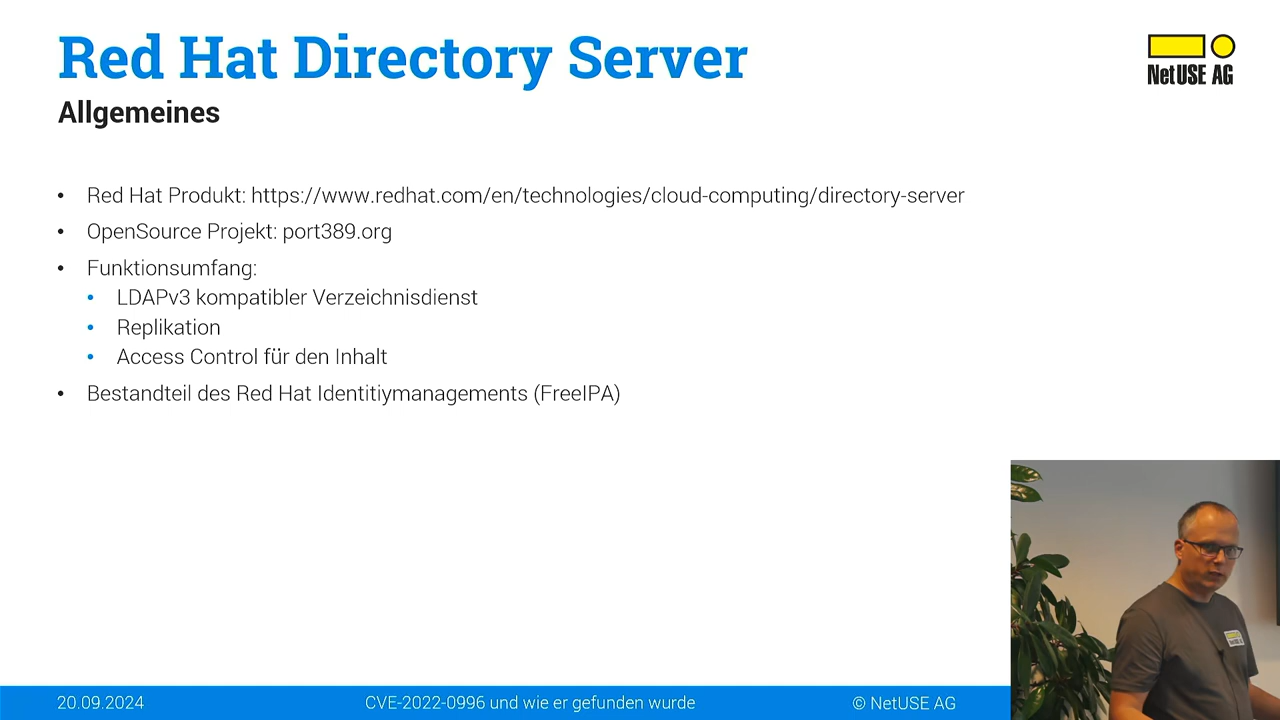 Red Hat Directory Server
NetUSE AG
Allgemeines
• Red Hat Produkt: https://www.redhat.com/en/technologies/cloud-computing/directory-server
• OpenSource Projekt: port389.org
• Funktionsumfang:
• LDAPv3 kompatibler Verzeichnisdienst
• Replikation
• Access Control für den Inhalt
• Bestandteil des Red Hat Identitiymanagements (FreeIPA)
NetUSE AG
20.09.2024 CVE-2022-0996 und wie er gefunden wurde © NetUSE AG